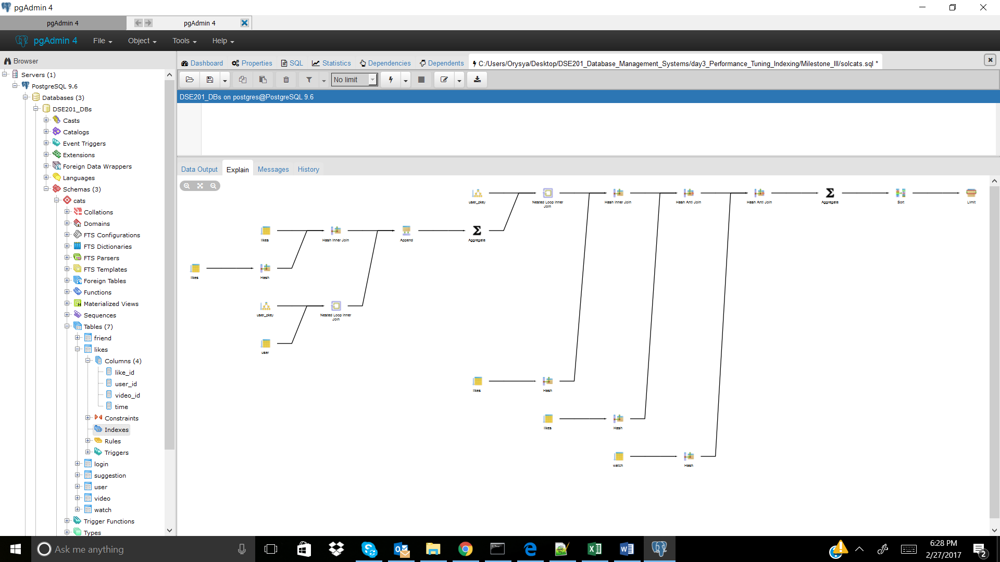 pgAdmin 4
pgAdmin 4
pgAdmin 4
pgAdmin 4 File Object Tools Help
Browser
Servers (1)
PostgreSQL 9.6
Databases (3)
DSE201_DBs
Casts
Catalogs
Event Triggers
Extensions
Foreign Data Wrappers
Languages
Schemas (3)
cats
Collations
Domains
FTS Configurations
FTS Dictionaries
FTS Parsers
FTS Templates
Foreign Tables
Functions
Materialized Views
Sequences
Tables (7)
friend
likes
Columns (4)
like_id
user_id
video_id
time
Constraints
Indexes
Rules
Triggers
login
suggestion
user
video
watch
Trigger Functions
Types
Dashboard Properties SQL Statistics Dependencies Dependents C:/Users/Orysya/Desktop/DSE201_Database_Management_Systems/day3_Performance_Tuning_Indexing/Milestone_III/solcats.sql *
No limit
DSE201_DBs on postgres@PostgreSQL 9.6
Data Output Explain Messages History
user_pkey Nested Loop Inner Join Hash Inner Join Hash Anti Join Hash Anti Join Aggregate Sort Limit
likes Hash Inner Join Append Aggregate
likes Hash
user_pkey Nested Loop Inner Join
user
likes Hash
likes Hash
watch Hash
Ask me anything
6:28 PM
2/27/2017
2